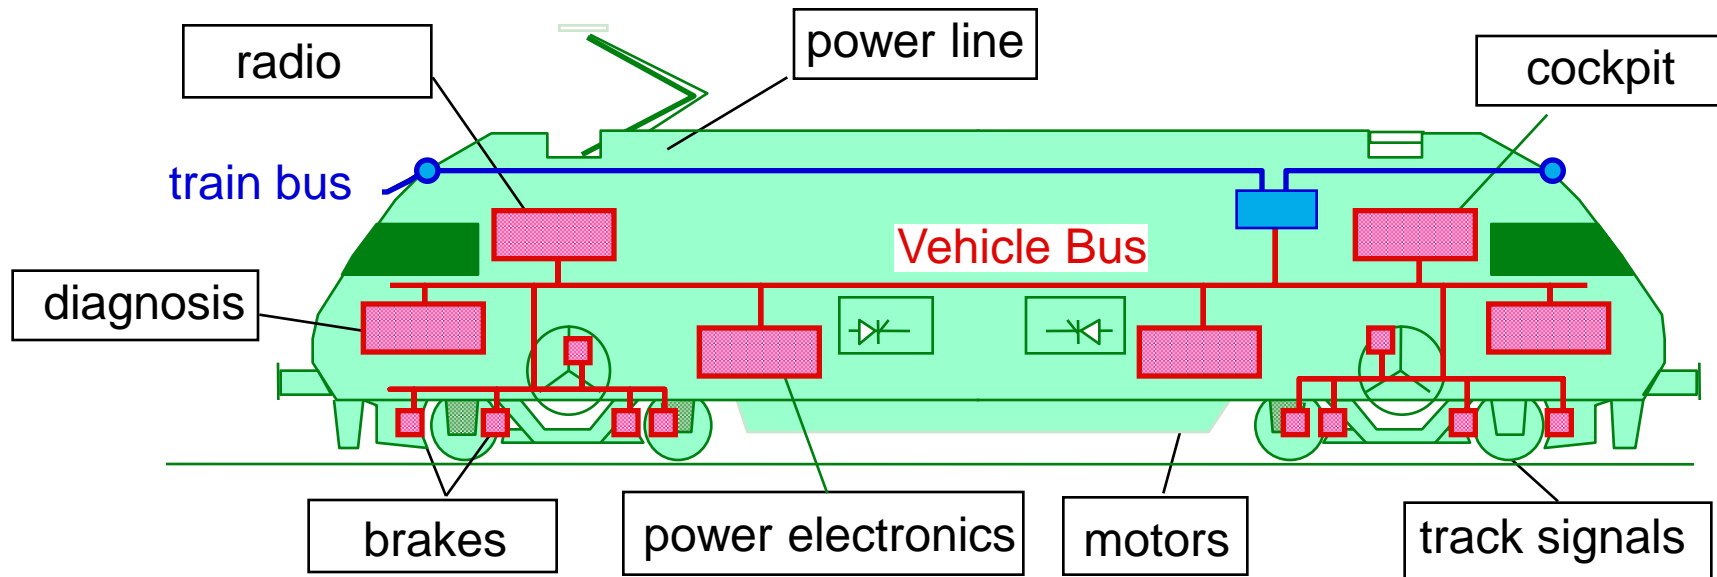 radio
power line
cockpit
train bus
Vehicle Bus
diagnosis
brakes
power electronics
motors
track signals